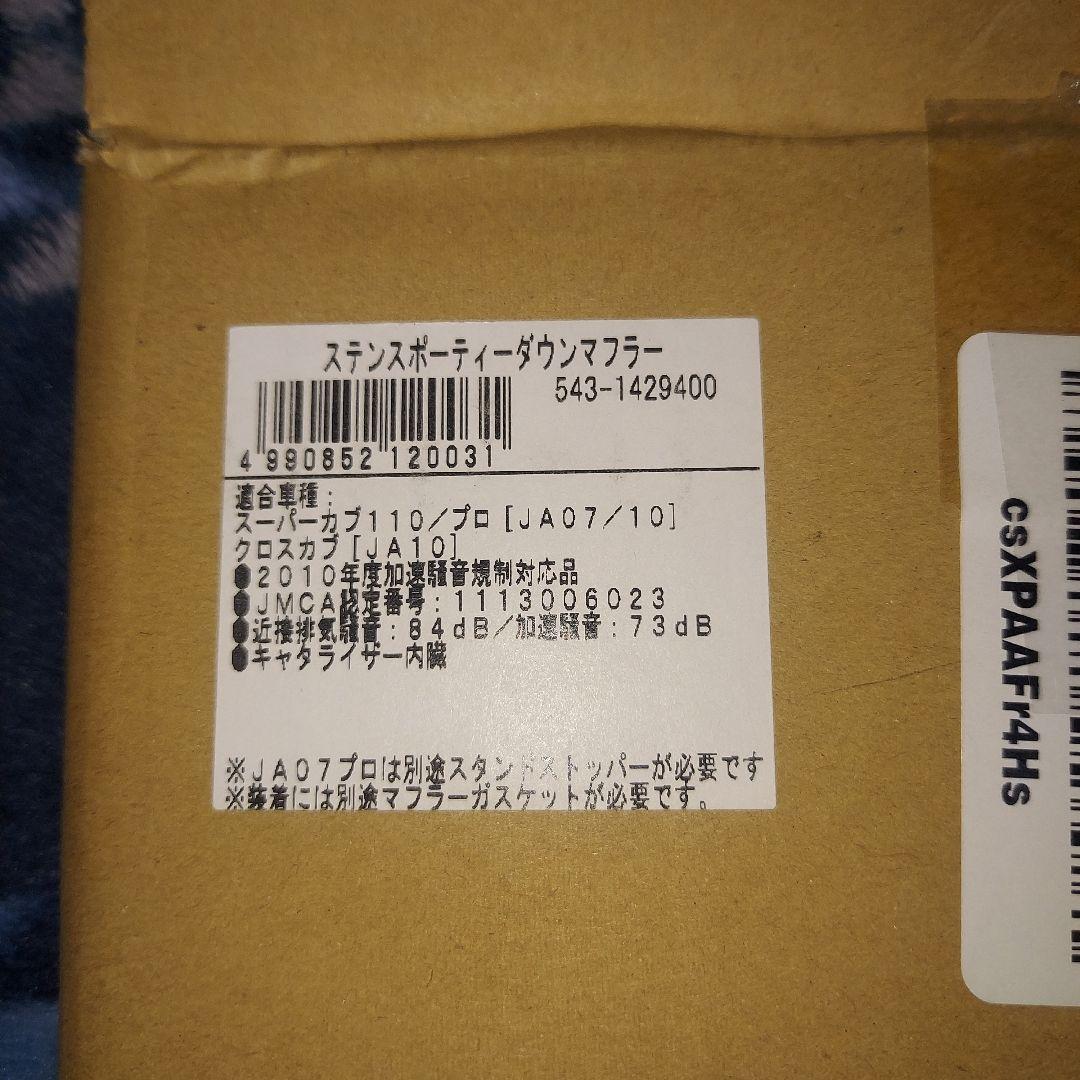 ステンスポーティーダウンマフラー
543-1429400
4 990852 120031
適合車種：
スーパーカブ110／プロ[JA07/10]
クロスカブ[JA10]
●2010年度加速騒音規制対応品
●JMCA認定番号：1113006023
●近接排気騒音：84dB/加速騒音：73dB
●キャタライザー内臓
※JA07プロは別途スタンドストッパーが必要です
※装着には別途マフラーガスケットが必要です。
csXPAAFr4Hs